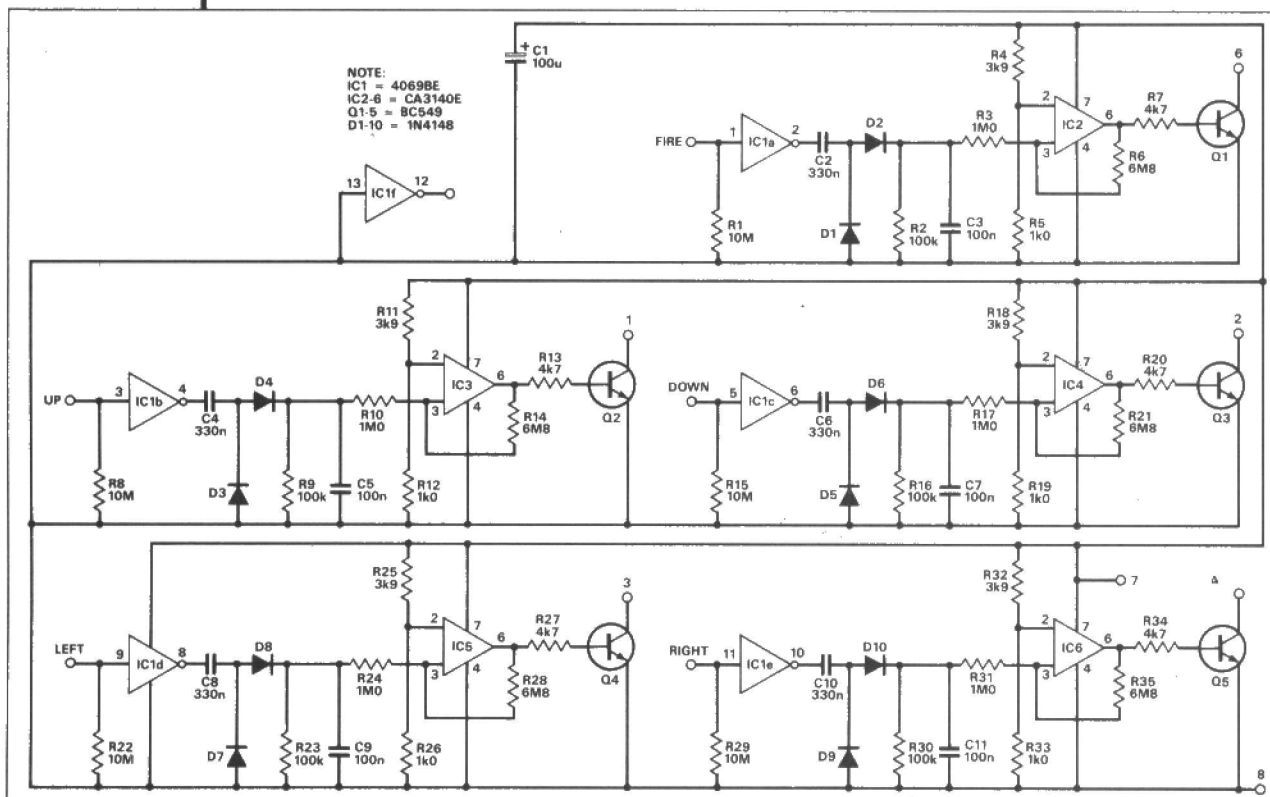 NOTE:
IC1 = 4069BE
IC2-6 = CA3140E
Q1-5 = BC549
D1-10 = 1N4148
C1
100u
+
R4
3k9
6
FIRE
1
IC1a
2
C2
330n
D2
R3
1M0
2
3
IC2
7
4
6
R7
4k7
R6
6M8
Q1
13
IC1f
12
R1
10M
D1
R2
100k
C3
100n
R5
1k0
R11
3k9
1
UP
3
IC1b
4
C4
330n
D4
R10
1M0
2
3
IC3
7
4
6
R13
4k7
R14
6M8
Q2
R8
10M
D3
R9
100k
C5
100n
R12
1k0
R18
3k9
2
DOWN
5
IC1c
6
C6
330n
D6
R17
1M0
2
3
IC4
7
4
6
R20
4k7
R21
6M8
Q3
R15
10M
D5
R16
100k
C7
100n
R19
1k0
R25
3k9
3
LEFT
9
IC1d
8
C8
330n
D8
R24
1M0
2
3
IC5
7
4
6
R27
4k7
R28
6M8
Q4
R22
10M
D7
R23
100k
C9
100n
R26
1k0
R32
3k9
7
4
RIGHT
11
IC1e
10
C10
330n
D10
R31
1M0
2
3
IC6
7
4
6
R34
4k7
R35
6M8
Q5
R29
10M
D9
R30
100k
C11
100n
R33
1k0
8